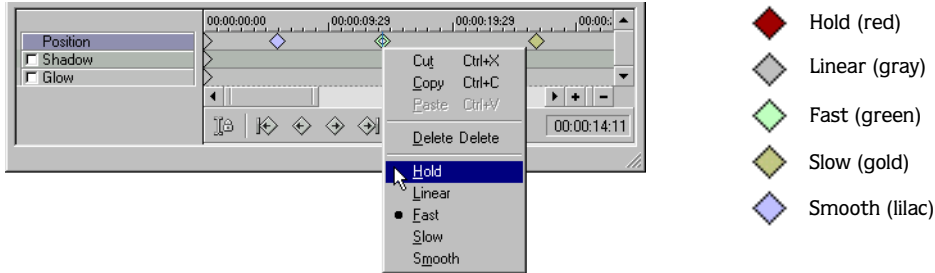 00:00:00:00 00:00:09:29 00:00:19:29 00:00:
Position
Shadow
Glow
00:00:14:11
Cut Ctrl+X
Copy Ctrl+C
Paste Ctrl+V
Delete Delete
Hold
Linear
Fast
Slow
Smooth
Hold (red)
Linear (gray)
Fast (green)
Slow (gold)
Smooth (lilac)